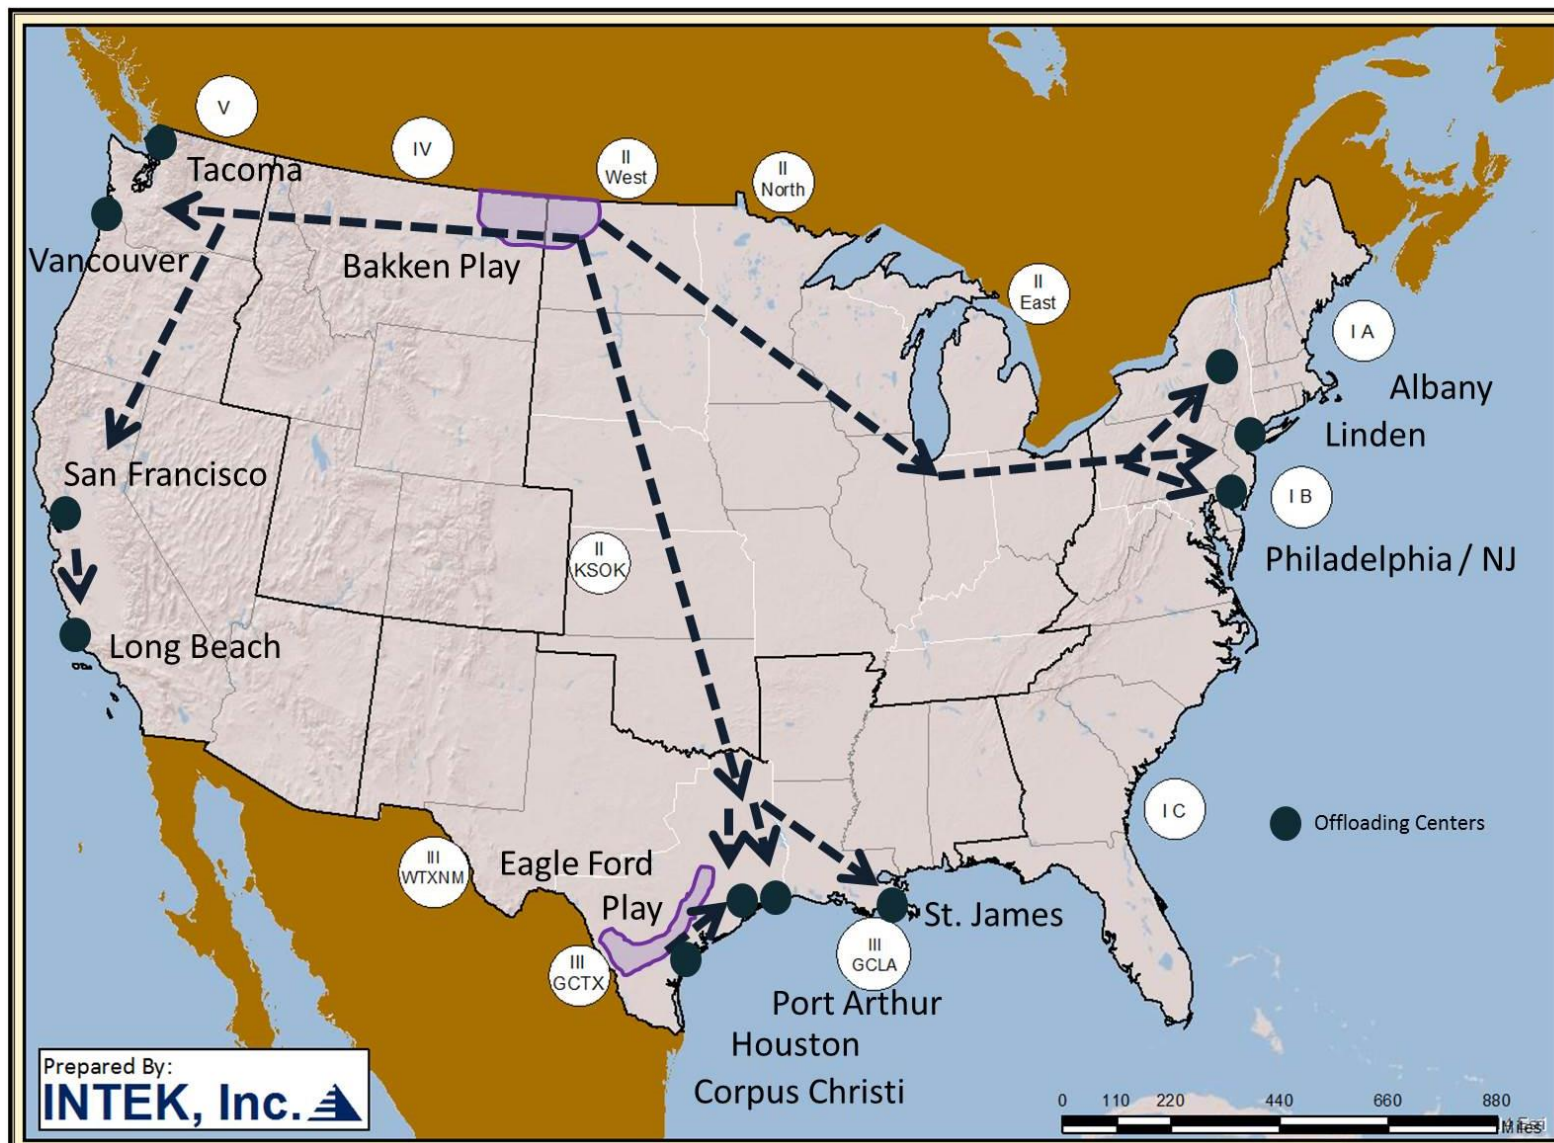 V
IV
II
West
II
North
Tacoma
Vancouver
Bakken Play
II
East
I A
Albany
Linden
San Francisco
I B
II
KSOK
Philadelphia / NJ
Long Beach
I C
Offloading Centers
III
WTXNM
Eagle Ford
Play
St. James
III
GCTX
III
GCLA
Port Arthur
Houston
Corpus Christi
Prepared By:
INTEK, Inc.
0 110 220 440 660 880
Miles